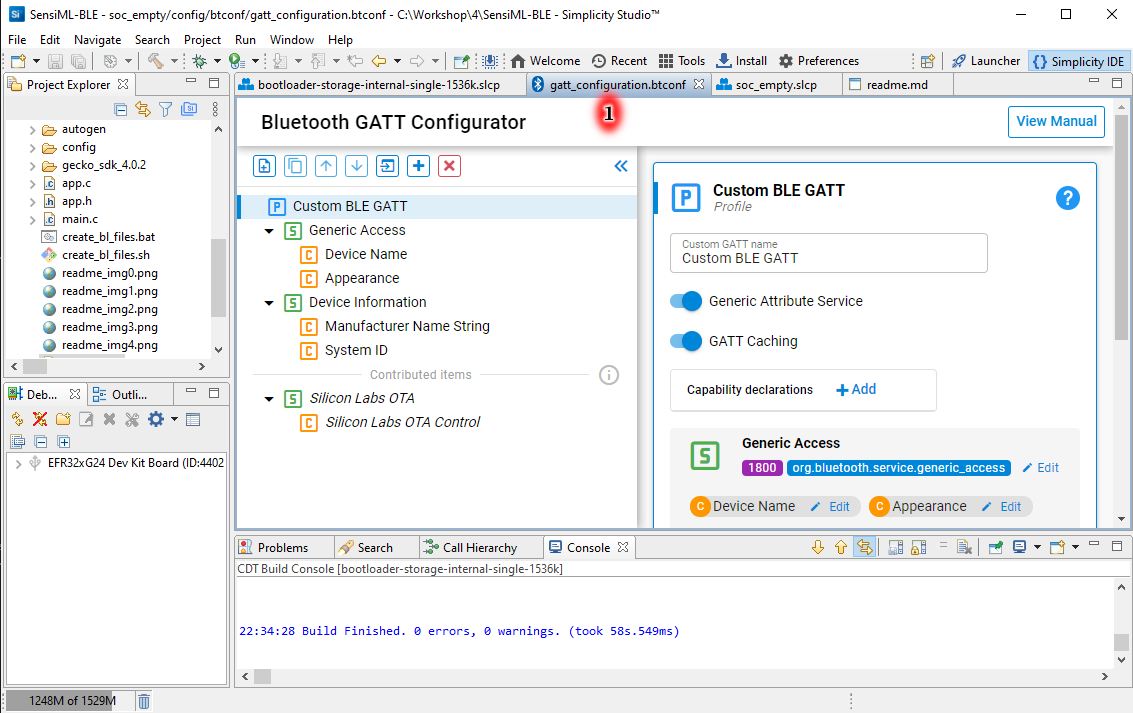 Si SensiML-BLE - soc_empty/config/btconf/gatt_configuration.btconf - C:\Workshop\4\SensiML-BLE - Simplicity Studio™
File Edit Navigate Search Project Run Window Help
Welcome Recent Tools Install Preferences Launcher {} Simplicity IDE
Project Explorer
bootloader-storage-internal-single-1536k.slcp gatt_configuration.btconf soc_empty.slcp readme.md
1
autogen
config
gecko_sdk_4.0.2
.c app.c
.h app.h
.c main.c
create_bl_files.bat
create_bl_files.sh
readme_img0.png
readme_img1.png
readme_img2.png
readme_img3.png
readme_img4.png
Deb... Outli...
EFR32xG24 Dev Kit Board (ID:4402
Bluetooth GATT Configurator
View Manual
P Custom BLE GATT
S Generic Access
C Device Name
C Appearance
S Device Information
C Manufacturer Name String
C System ID
Contributed items
S Silicon Labs OTA
C Silicon Labs OTA Control
P Custom BLE GATT
Profile
?
Custom GATT name
Custom BLE GATT
Generic Attribute Service
GATT Caching
Capability declarations Add
S Generic Access
1800 org.bluetooth.service.generic_access Edit
C Device Name Edit C Appearance Edit
Problems Search Call Hierarchy Console
CDT Build Console [bootloader-storage-internal-single-1536k]
22:34:28 Build Finished. 0 errors, 0 warnings. (took 58s.549ms)
1248M of 1529M